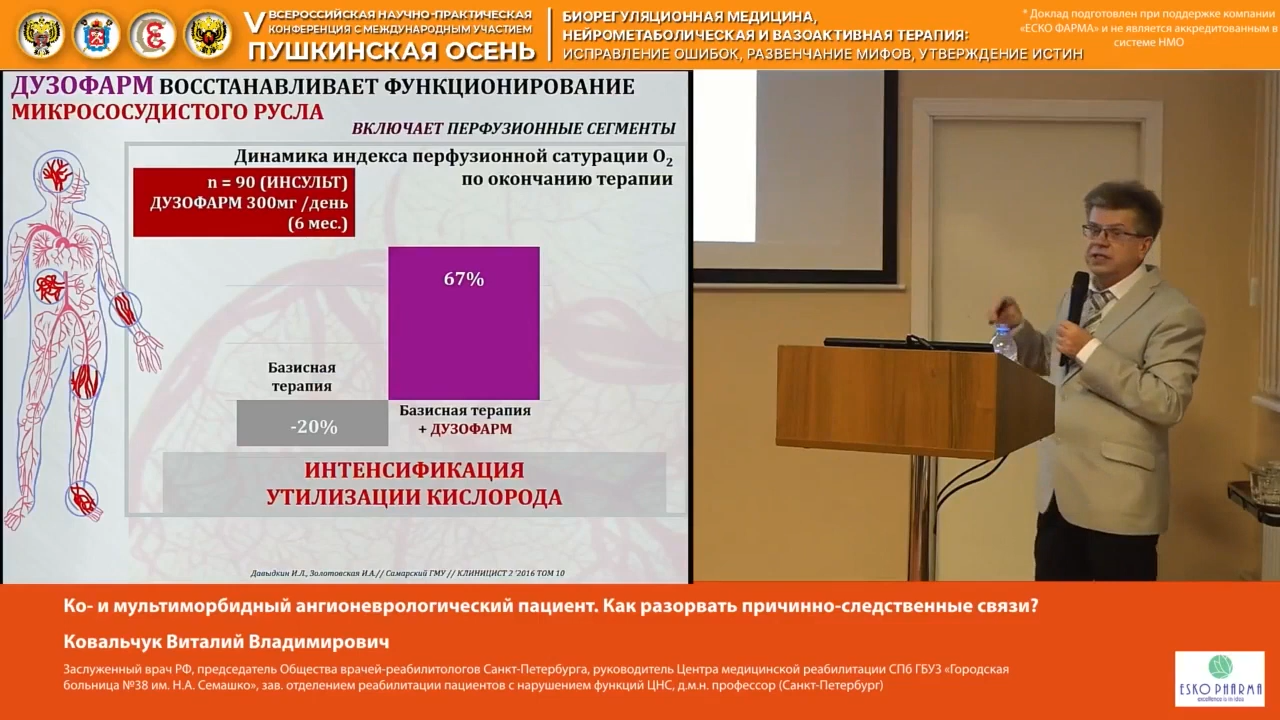 V ВСЕРОССИЙСКАЯ НАУЧНО-ПРАКТИЧЕСКАЯ
КОНФЕРЕНЦИЯ С МЕЖДУНАРОДНЫМ УЧАСТИЕМ
ПУШКИНСКАЯ ОСЕНЬ
БИОРЕГУЛЯЦИОННАЯ МЕДИЦИНА,
НЕЙРОМЕТАБОЛИЧЕСКАЯ И ВАЗОАКТИВНАЯ ТЕРАПИЯ:
ИСПРАВЛЕНИЕ ОШИБОК, РАЗВЕНЧАНИЕ МИФОВ, УТВЕРЖДЕНИЕ ИСТИН
* Доклад подготовлен при поддержке компании
«ЕСКО ФАРМА» и не является аккредитованным в
системе НМО
ДУЗОФАРМ ВОССТАНАВЛИВАЕТ ФУНКЦИОНИРОВАНИЕ
МИКРОСОСУДИСТОГО РУСЛА
ВКЛЮЧАЕТ ПЕРФУЗИОННЫЕ СЕГМЕНТЫ
Динамика индекса перфузионной сатурации O₂
по окончанию терапии
n = 90 (ИНСУЛЬТ)
ДУЗОФАРМ 300мг /день
(6 мес.)
67%
Базисная
терапия
-20%
Базисная терапия
+ ДУЗОФАРМ
ИНТЕНСИФИКАЦИЯ
УТИЛИЗАЦИИ КИСЛОРОДА
Давыдкин И.Л., Золотовская И.А.// Самарский ГМУ // КЛИНИЦИСТ 2 '2016 ТОМ 10
Ко- и мультиморбидный ангионеврологический пациент. Как разорвать причинно-следственные связи?
Ковальчук Виталий Владимирович
Заслуженный врач РФ, председатель Общества врачей-реабилитологов Санкт-Петербурга, руководитель Центра медицинской реабилитации СПб ГБУЗ «Городская
больница №38 им. Н.А. Семашко», зав. отделением реабилитации пациентов с нарушением функций ЦНС, д.м.н. профессор (Санкт-Петербург)
ESKO PHARMA
excellence is in idea